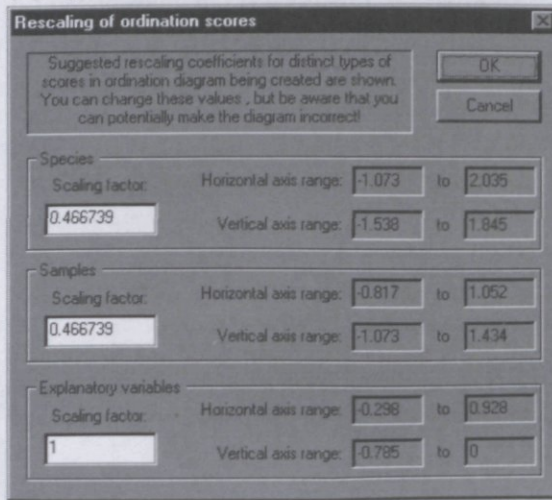 Rescaling of ordination scores
Suggested rescaling coefficients for distinct types of
scores in ordination diagram being created are shown.
You can change these values , but be aware that you
can potentially make the diagram incorrect!
OK
Cancel
Species
Scaling factor:
0.466739
Horizontal axis range: -1.073 to 2.035
Vertical axis range: -1.538 to 1.845
Samples
Scaling factor:
0.466739
Horizontal axis range: -0.817 to 1.052
Vertical axis range: -1.073 to 1.434
Explanatory variables
Scaling factor:
1
Horizontal axis range: -0.298 to 0.928
Vertical axis range: -0.785 to 0